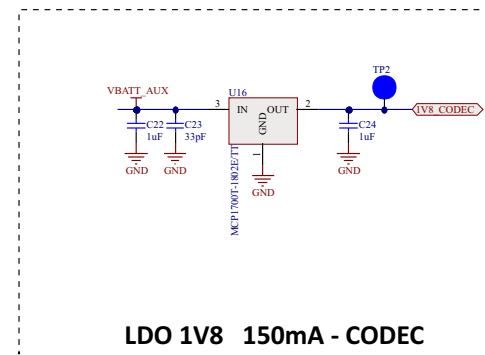 TP2
VBATT_AUX
U16
3
IN
OUT
2
1V8_CODEC
C22
1uF
C23
33pF
GND
C24
1uF
1
GND
GND
GND
GND
MCP1700T-1802E/TT
LDO 1V8 150mA - CODEC